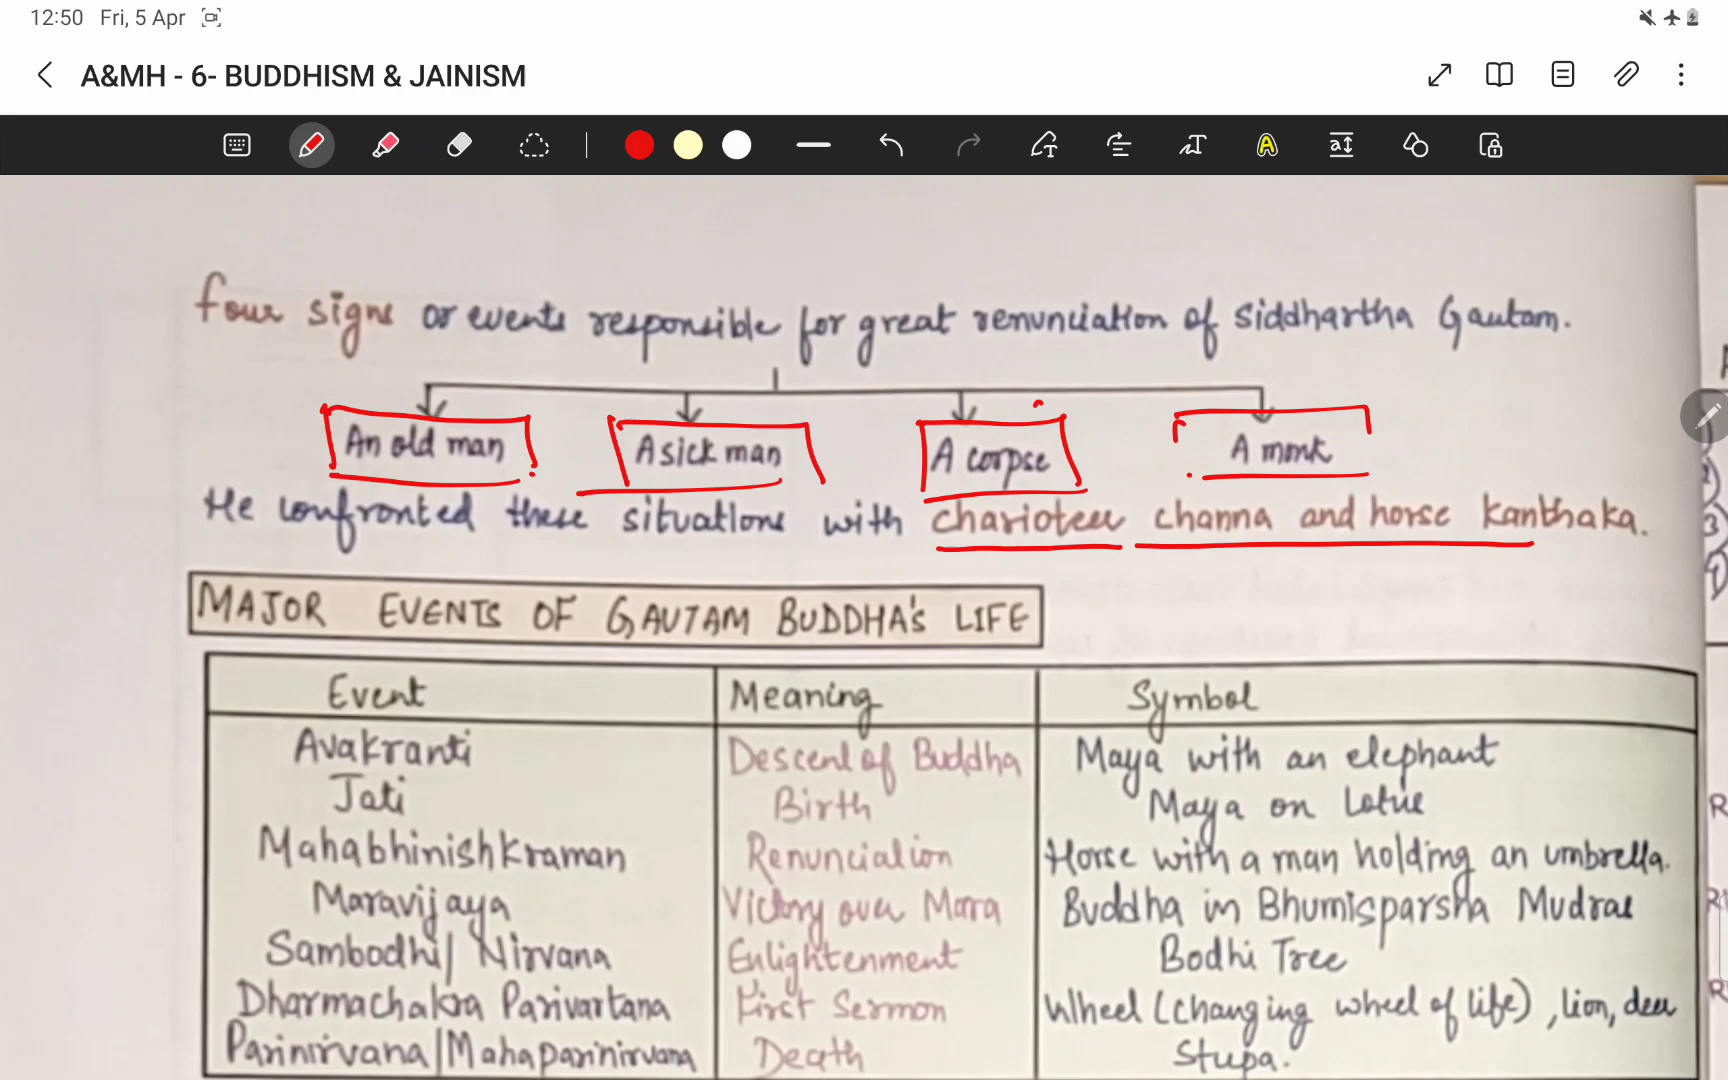 12:50 Fri, 5 Apr
A&MH - 6- BUDDHISM & JAINISM
Four signs or events responsible for great renunciation of Siddhartha Gautam.
An old man A sick man A corpse A monk
He confronted these situations with charioteer channa and horse Kanthaka.
MAJOR EVENTS OF GAUTAM BUDDHA'S LIFE
Event Meaning Symbol
Avakranti Descent of Buddha Maya with an elephant
Jati Birth Maya on Lotus
Mahabhinishkraman Renunciation Horse with a man holding an umbrella.
Maravijaya Victory over Mara Buddha in Bhumisparsha Mudras
Sambodhi/ Nirvana Enlightenment Bodhi Tree
Dharmachakra Parivartana First Sermon Wheel (changing wheel of life) , lion, deer
Parinirvana/Mahaparinirvana Death Stupa.